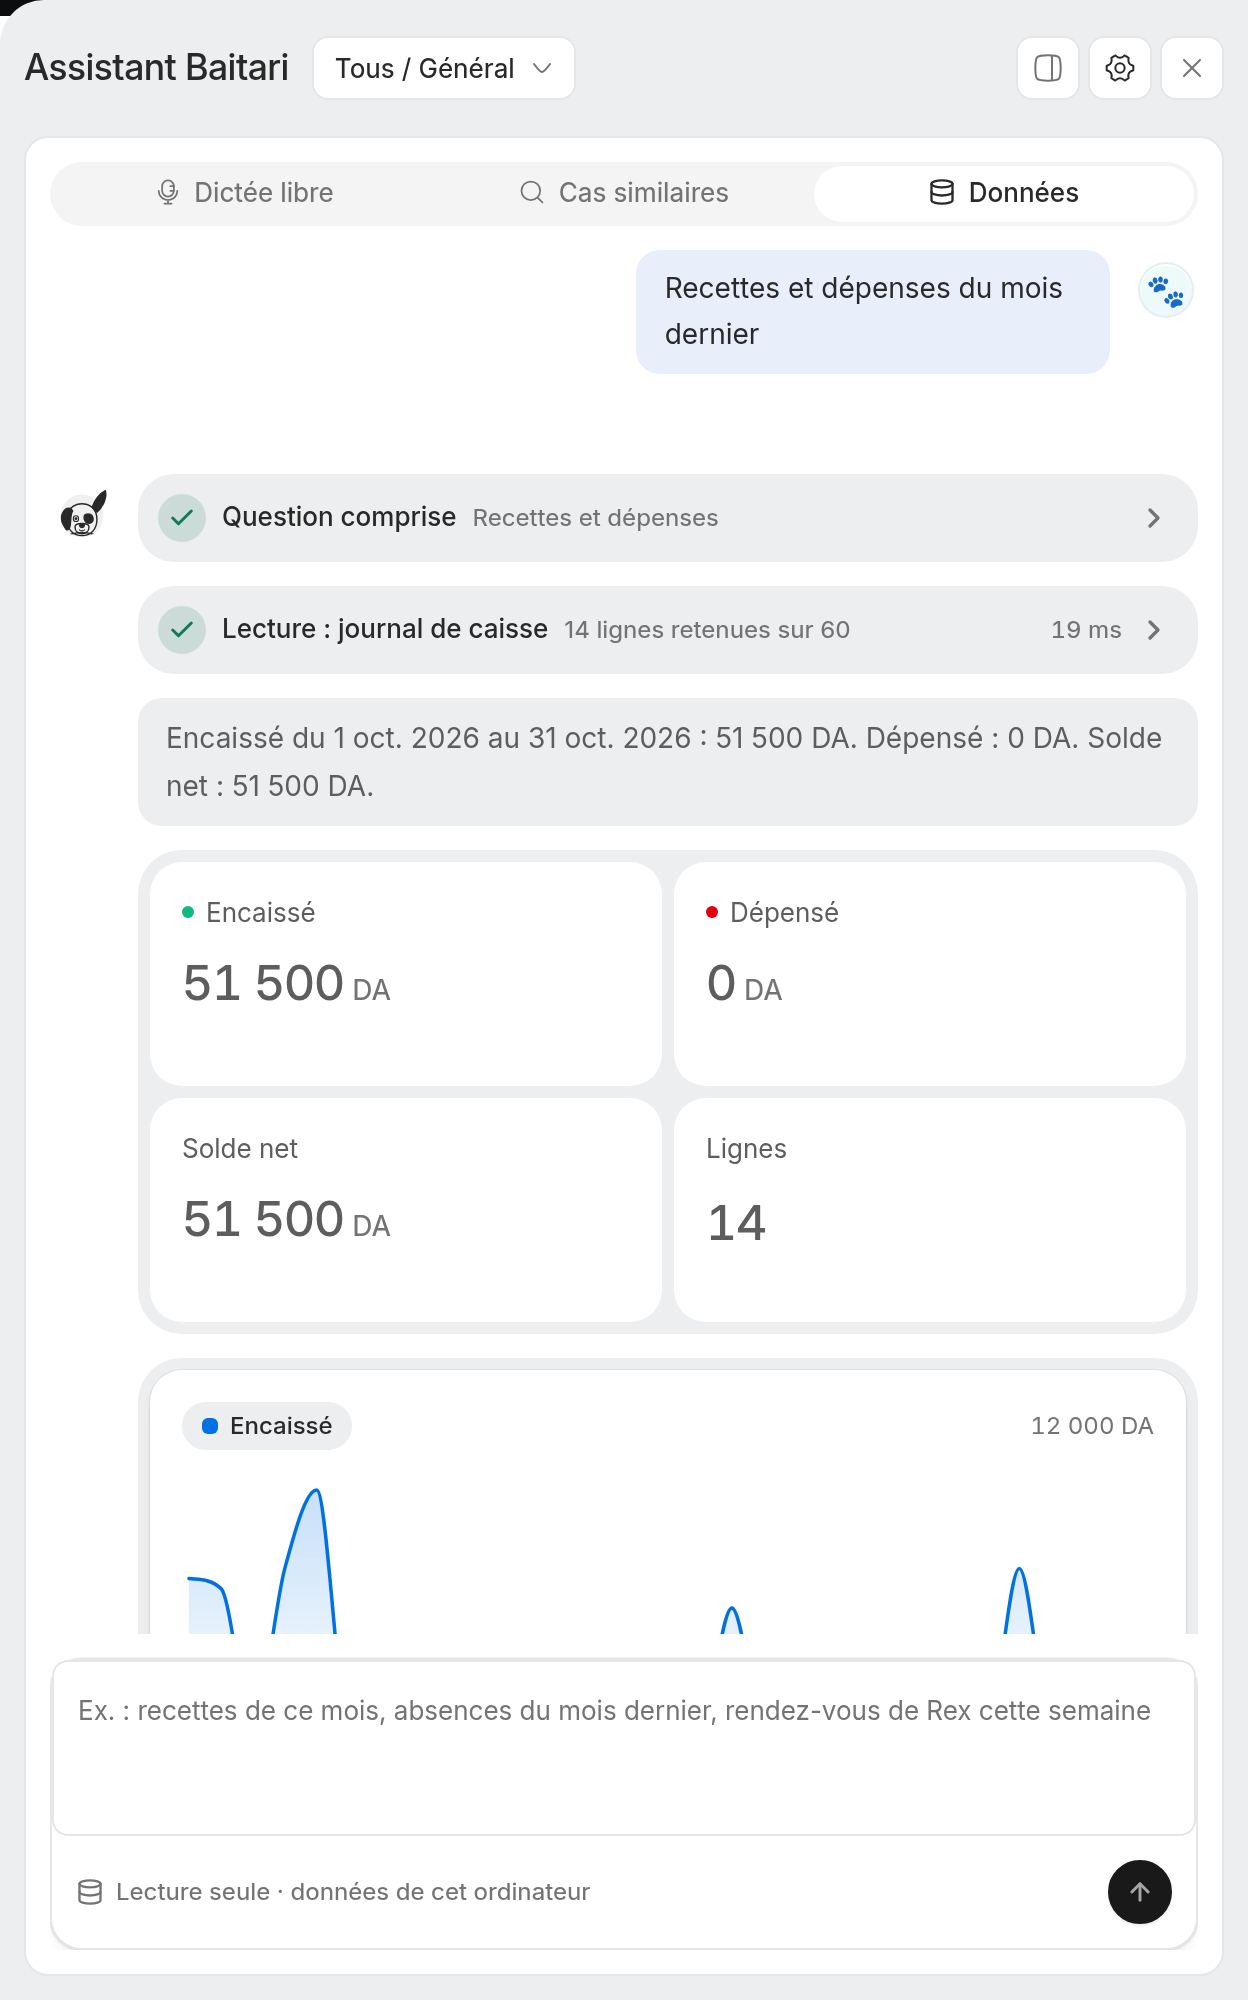 Assistant Baitari
Tous / Général
Dictée libre
Cas similaires
Données
Recettes et dépenses du mois
dernier
Question comprise Recettes et dépenses
Lecture : journal de caisse 14 lignes retenues sur 60 19 ms
Encaissé du 1 oct. 2026 au 31 oct. 2026 : 51 500 DA. Dépensé : 0 DA. Solde
net : 51 500 DA.
Encaissé
51 500 DA
Dépensé
0 DA
Solde net
51 500 DA
Lignes
14
Encaissé
12 000 DA
Ex. : recettes de ce mois, absences du mois dernier, rendez-vous de Rex cette semaine
Lecture seule · données de cet ordinateur